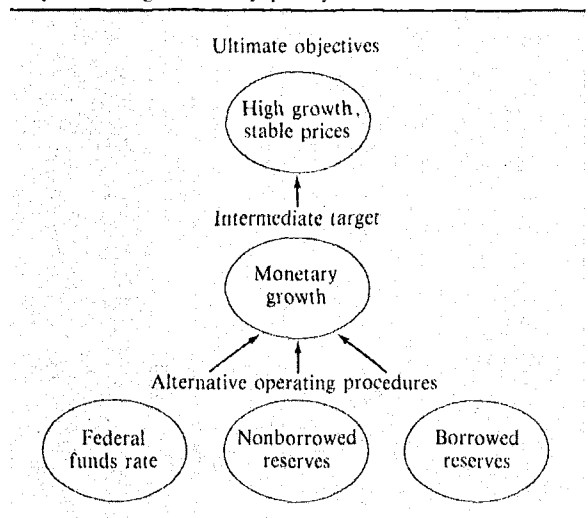 Ultimate objectives
High growth,
stable prices
Intermediate target
Monetary
growth
Alternative operating procedures
Federal
funds rate
Nonborrowed
reserves
Borrowed
reserves